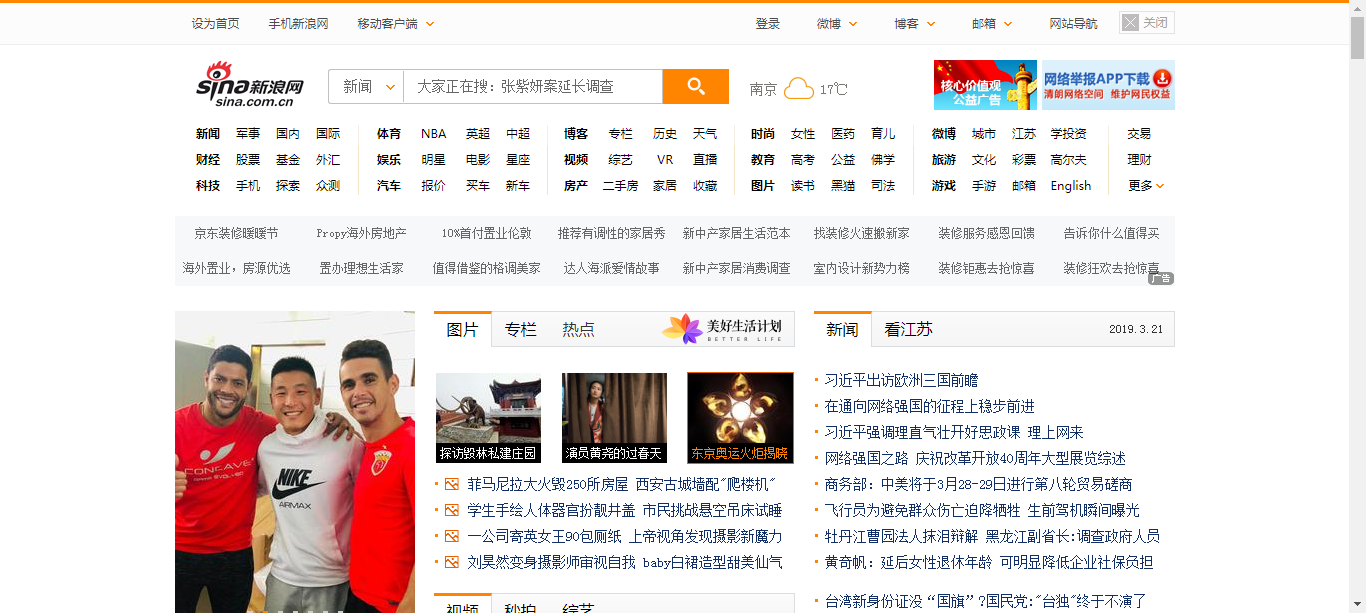 设为首页 手机新浪网 移动客户端 登录 微博 博客 邮箱 网站导航 关闭
sina新浪网
sina.com.cn
新闻 大家正在搜：张紫妍案延长调查
南京 17℃
核心价值观
公益广告
网络举报APP下载
清朗网络空间 维护网民权益
新闻 军事 国内 国际 体育 NBA 英超 中超 博客 专栏 历史 天气 时尚 女性 医药 育儿 微博 城市 江苏 学投资 交易
财经 股票 基金 外汇 娱乐 明星 电影 星座 视频 综艺 VR 直播 教育 高考 公益 佛学 旅游 文化 彩票 高尔夫 理财
科技 手机 探索 众测 汽车 报价 买车 新车 房产 二手房 家居 收藏 图片 读书 黑猫 司法 游戏 手游 邮箱 English 更多
京东装修暖暖节 Propy海外房地产 10%首付置业伦敦 推荐有调性的家居秀 新中产家居生活范本 找装修火速搬新家 装修服务感恩回馈 告诉你什么值得买
海外置业，房源优选 置办理想生活家 值得借鉴的格调美家 达人海派爱情故事 新中产家居消费调查 室内设计新势力榜 装修钜惠去抢惊喜 装修狂欢去抢惊喜
广告
CONCAVE
NIKE
AIRMAX
图片 专栏 热点
美好生活计划
BETTER LIFE
探访毁林私建庄园 演员黄尧的过春天 东京奥运火炬揭晓
菲马尼拉大火毁250所房屋 西安古城墙配"爬楼机"
学生手绘人体器官扮靓井盖 市民挑战悬空吊床试睡
一公司寄英女王90包厕纸 上帝视角发现摄影新魔力
刘昊然变身摄影师审视自我 baby白裙造型甜美仙气
视频 秒拍 综艺
新闻 看江苏 2019.3.21
习近平出访欧洲三国前瞻
在通向网络强国的征程上稳步前进
习近平强调理直气壮开好思政课 理上网来
网络强国之路 庆祝改革开放40周年大型展览综述
商务部：中美将于3月28-29日进行第八轮贸易磋商
飞行员为避免群众伤亡迫降牺牲 生前驾机瞬间曝光
牡丹江曹园法人抹泪辩解 黑龙江副省长:调查政府人员
黄奇帆：延后女性退休年龄 可明显降低企业社保负担
台湾新身份证没“国旗”?国民党:"台独"终于不演了